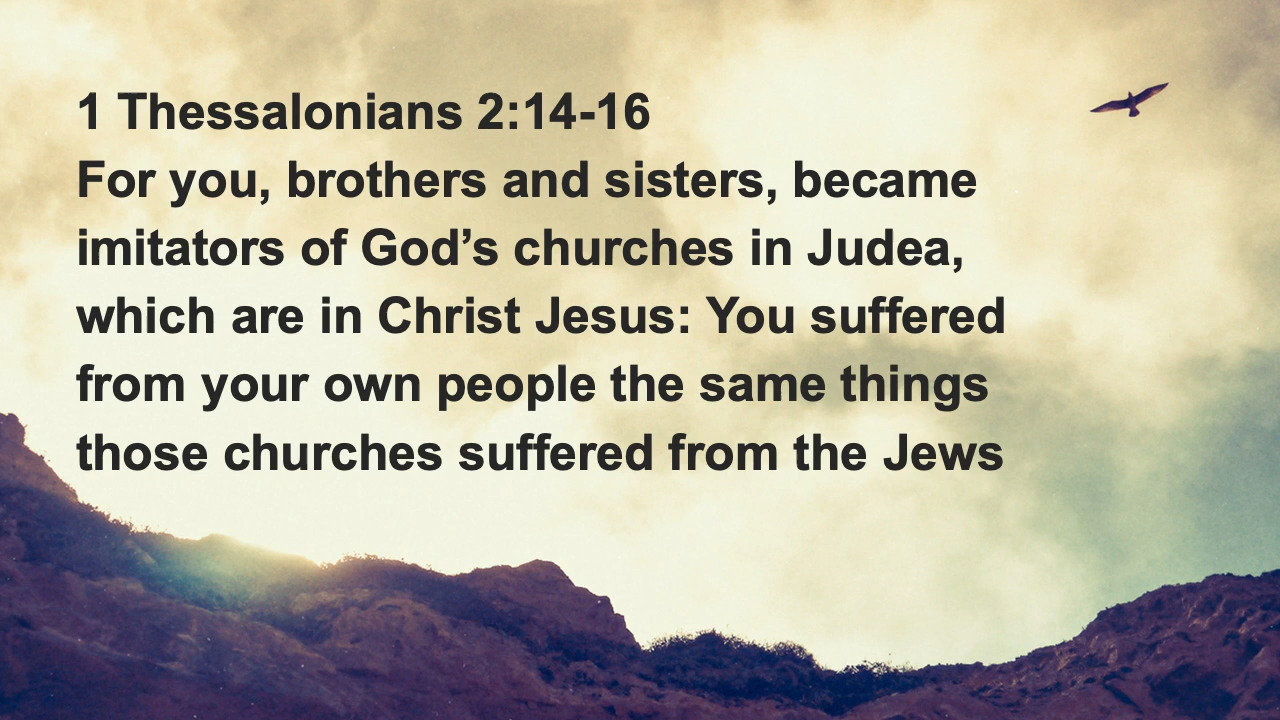 1 Thessalonians 2:14-16
For you, brothers and sisters, became
imitators of God’s churches in Judea,
which are in Christ Jesus: You suffered
from your own people the same things
those churches suffered from the Jews